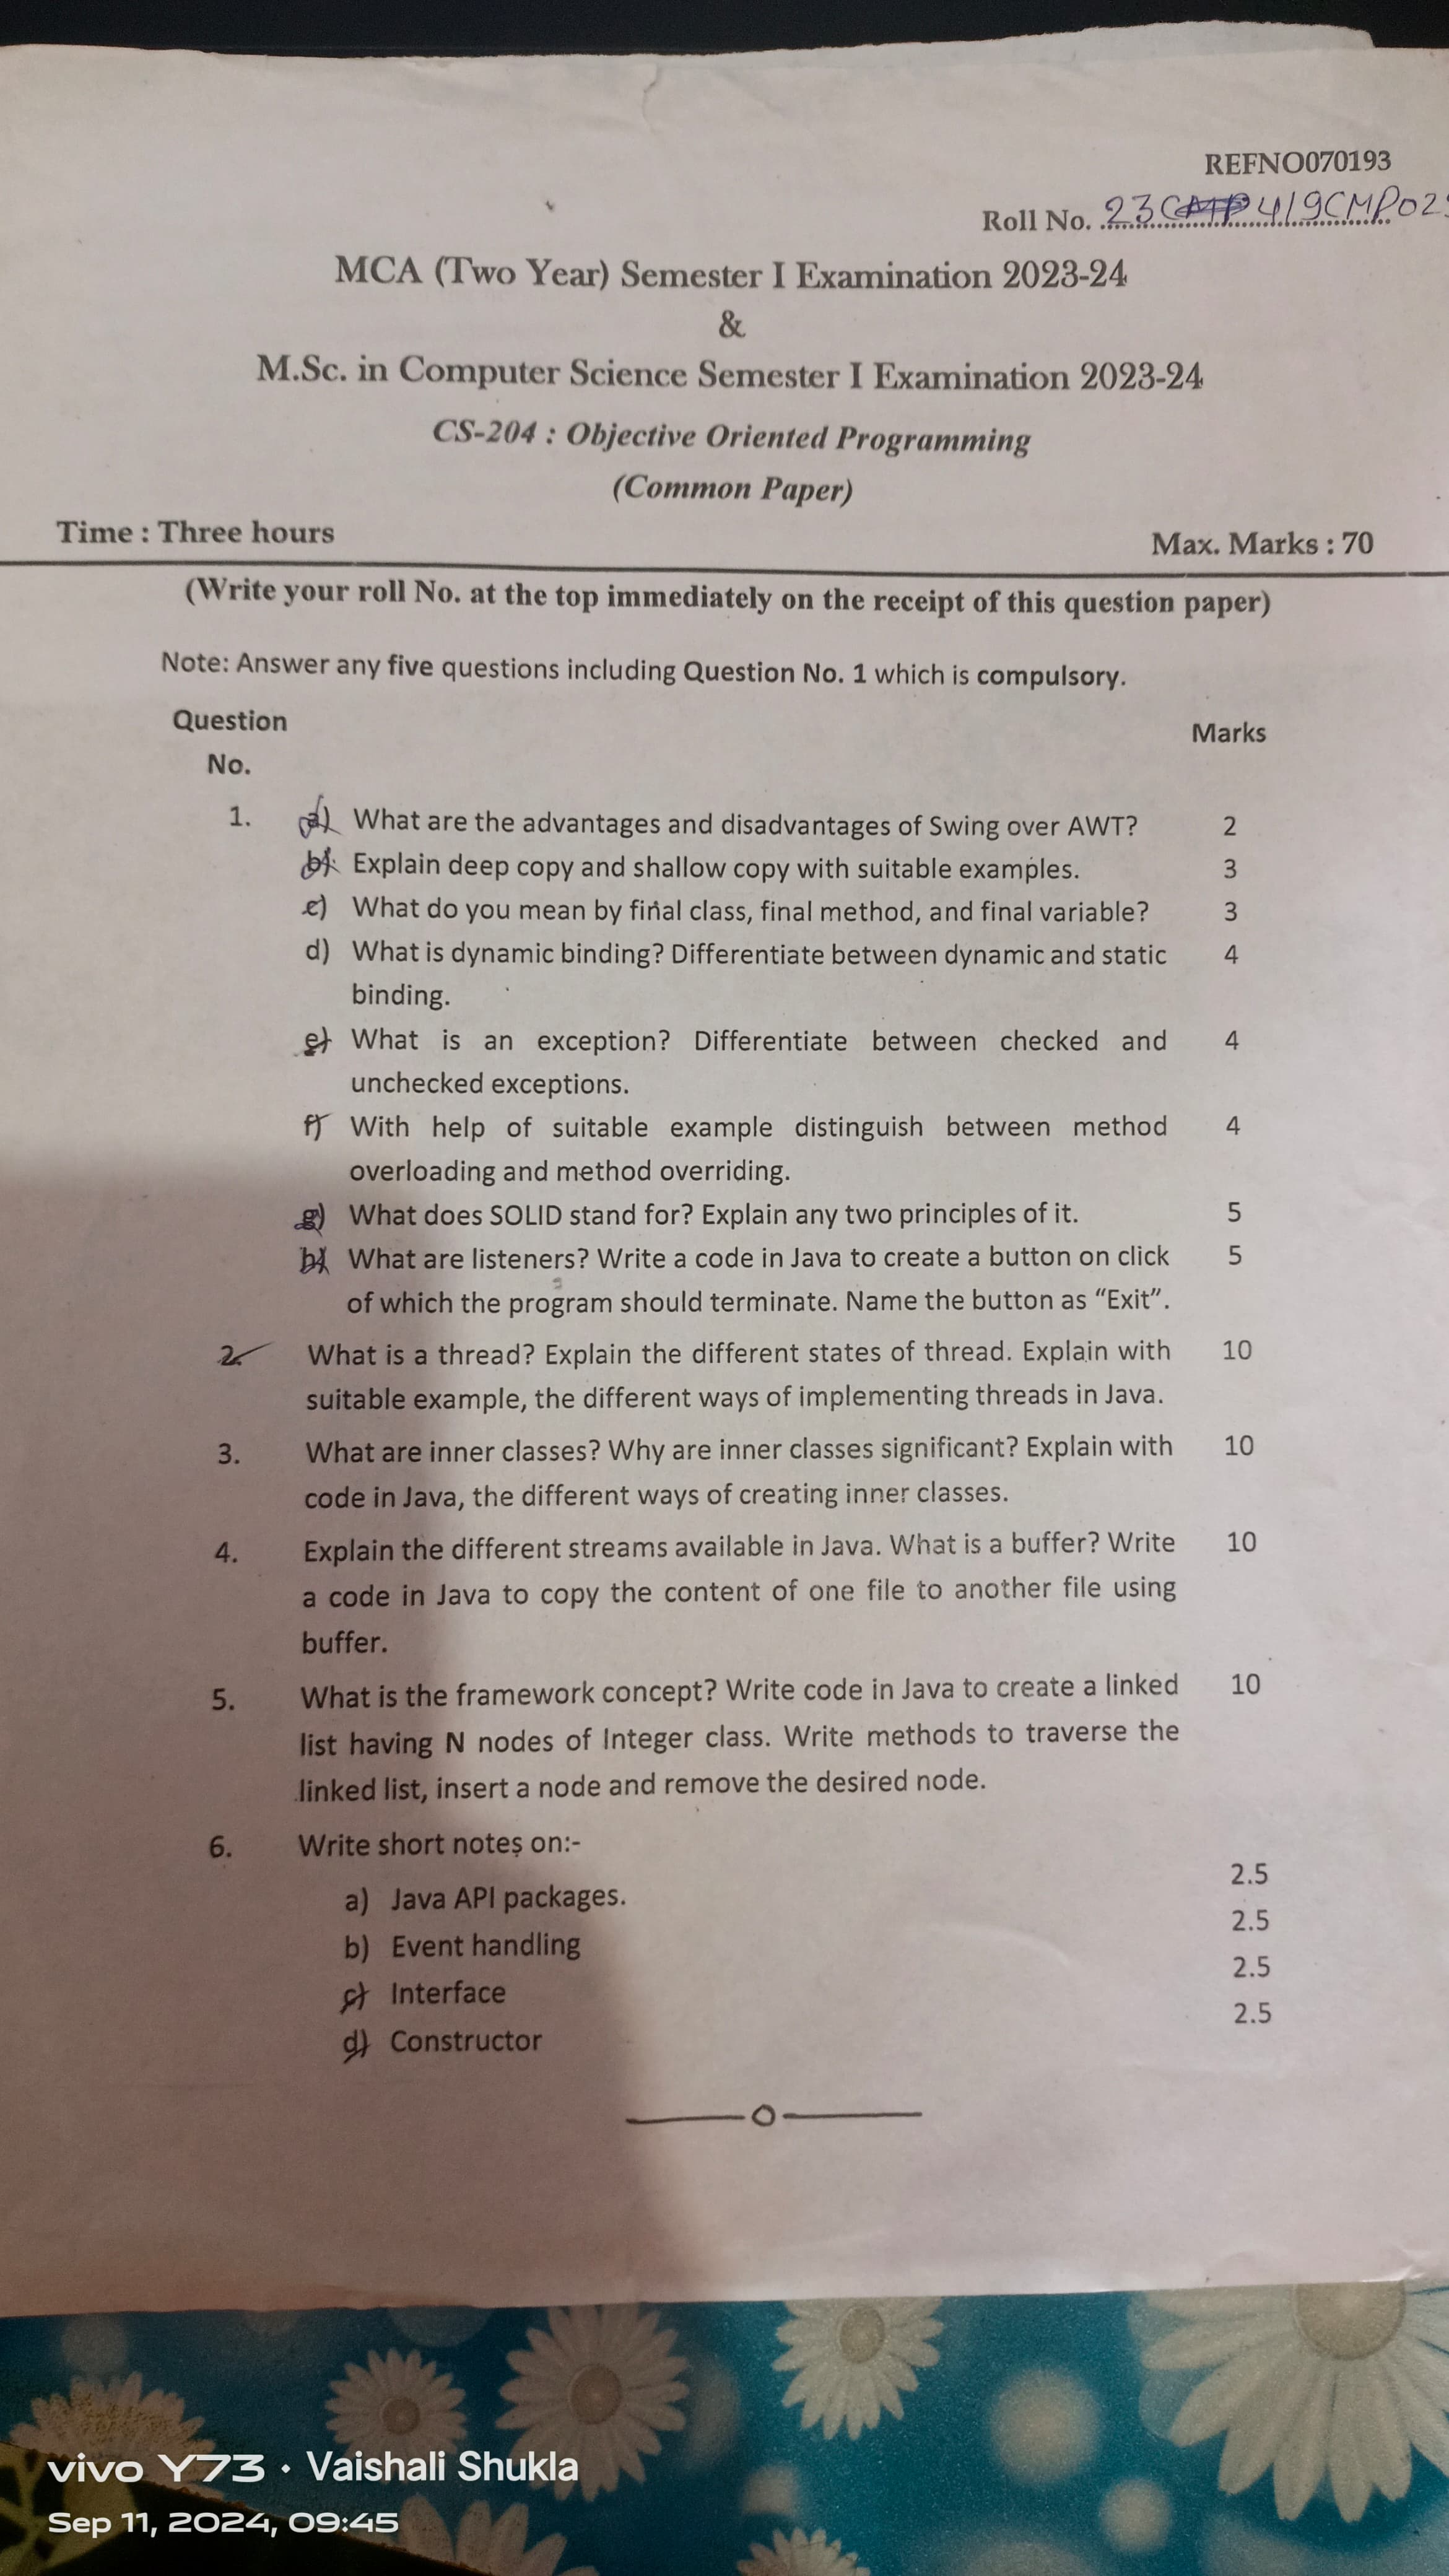 REFNO070193
Roll No. 23 419CMP02
MCA (Two Year) Semester I Examination 2023-24
&
M.Sc. in Computer Science Semester I Examination 2023-24
CS-204 : Objective Oriented Programming
(Common Paper)
Time : Three hours Max. Marks : 70
(Write your roll No. at the top immediately on the receipt of this question paper)
Note: Answer any five questions including Question No. 1 which is compulsory.
Question Marks
No.
1. a) What are the advantages and disadvantages of Swing over AWT? 2
b) Explain deep copy and shallow copy with suitable examples. 3
c) What do you mean by final class, final method, and final variable? 3
d) What is dynamic binding? Differentiate between dynamic and static 4
binding.
e) What is an exception? Differentiate between checked and 4
unchecked exceptions.
f) With help of suitable example distinguish between method 4
overloading and method overriding.
g) What does SOLID stand for? Explain any two principles of it. 5
h) What are listeners? Write a code in Java to create a button on click 5
of which the program should terminate. Name the button as “Exit”.
2. What is a thread? Explain the different states of thread. Explain with 10
suitable example, the different ways of implementing threads in Java.
3. What are inner classes? Why are inner classes significant? Explain with 10
code in Java, the different ways of creating inner classes.
4. Explain the different streams available in Java. What is a buffer? Write 10
a code in Java to copy the content of one file to another file using
buffer.
5. What is the framework concept? Write code in Java to create a linked 10
list having N nodes of Integer class. Write methods to traverse the
linked list, insert a node and remove the desired node.
6. Write short notes on:-
a) Java API packages. 2.5
b) Event handling 2.5
c) Interface 2.5
d) Constructor 2.5
vivo Y73 · Vaishali Shukla
Sep 11, 2024, 09:45